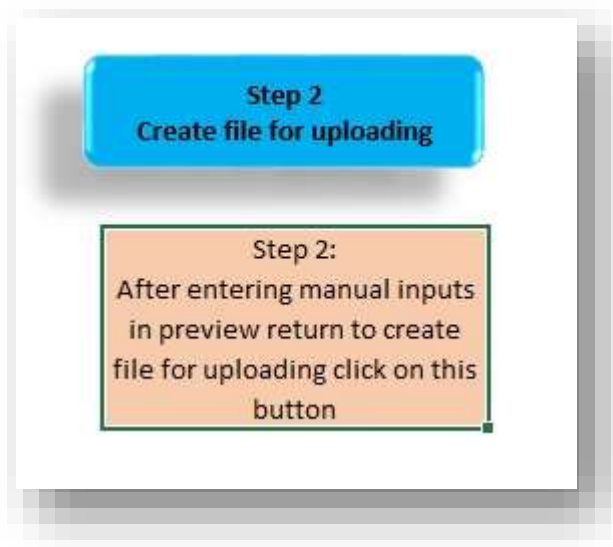 Step 2
Create file for uploading
Step 2:
After entering manual inputs
in preview return to create
file for uploading click on this
button